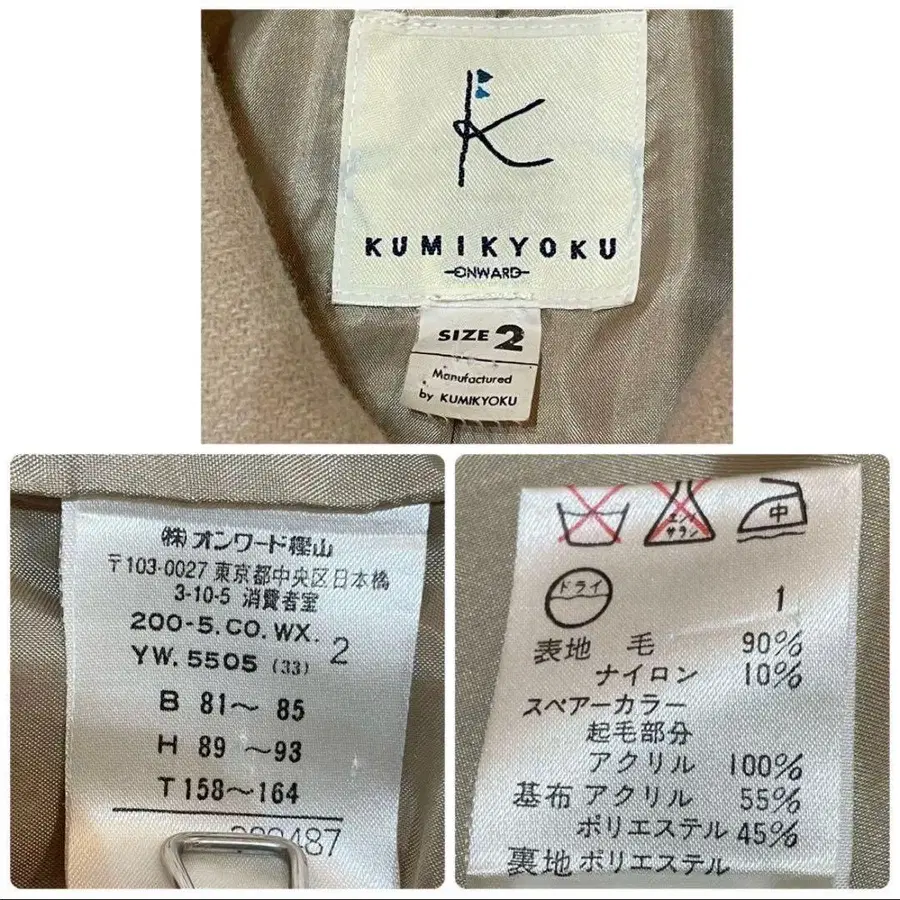 KUMIKYOKU
ONWARD
SIZE 2
Manufactured
by KUMIKYOKU
㈱オンワード樫山
〒103-0027 東京都中央区日本橋
3-10-5 消費者室
200-5.CO.WX. 2
YW.5505 (33)
B 81〜 85
H 89 〜93
T 158〜164
487
エンソ
サラシ
中
ドライ
1
表地 毛 90%
ナイロン 10%
スペアーカラー
起毛部分
アクリル 100%
基布 アクリル 55%
ポリエステル 45%
裏地 ポリエステル